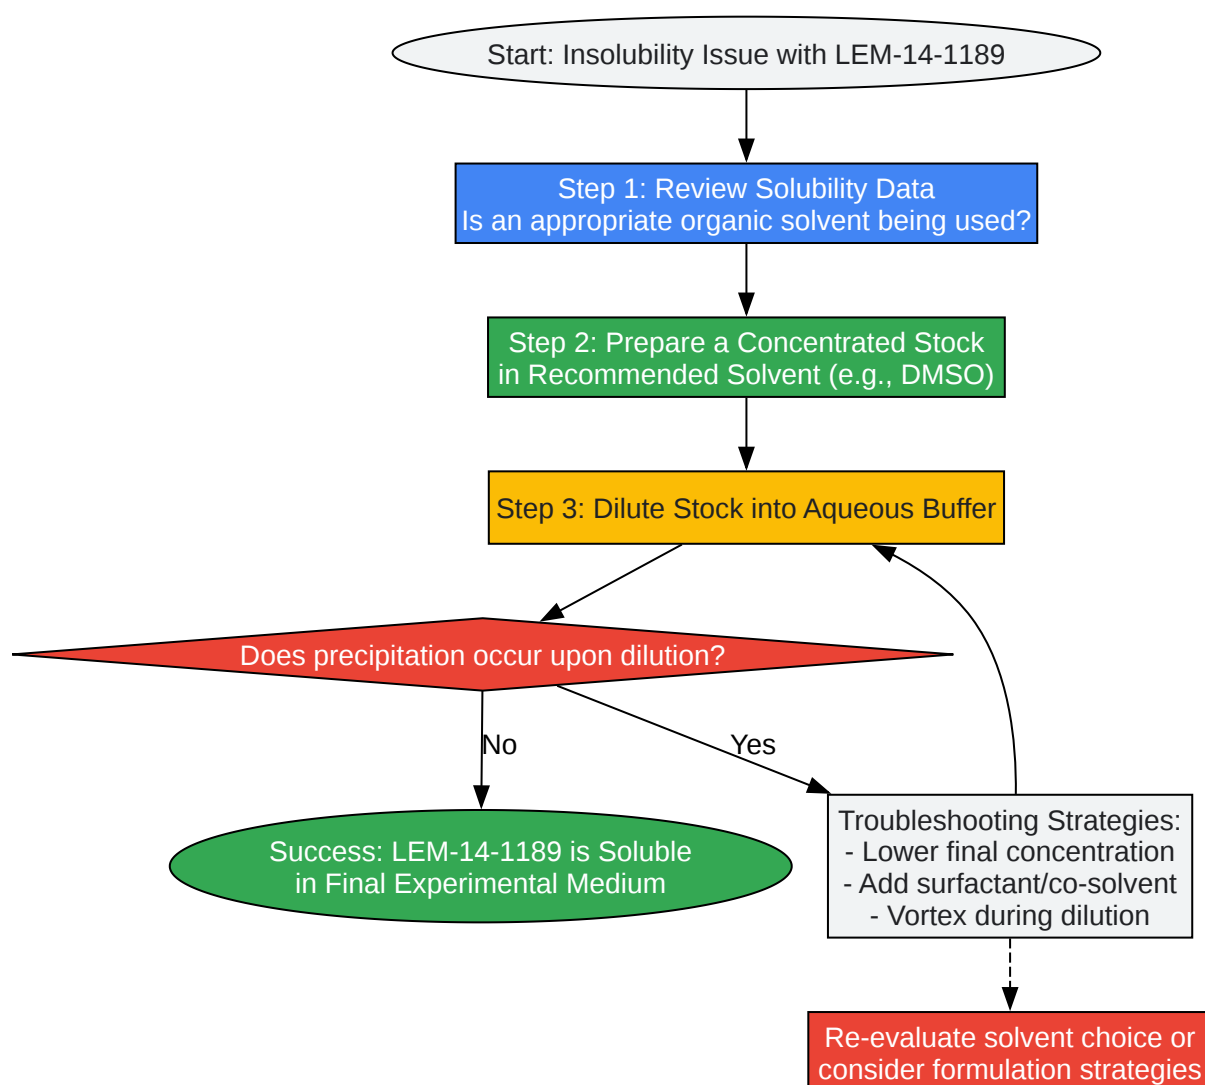 Start: Insolubility Issue with LEM-14-1189
Step 1: Review Solubility Data
Is an appropriate organic solvent being used?
Step 2: Prepare a Concentrated Stock
in Recommended Solvent (e.g., DMSO)
Step 3: Dilute Stock into Aqueous Buffer
Does precipitation occur upon dilution?
No
Yes
Success: LEM-14-1189 is Soluble
in Final Experimental Medium
Troubleshooting Strategies:
- Lower final concentration
- Add surfactant/co-solvent
- Vortex during dilution
Re-evaluate solvent choice or
consider formulation strategies